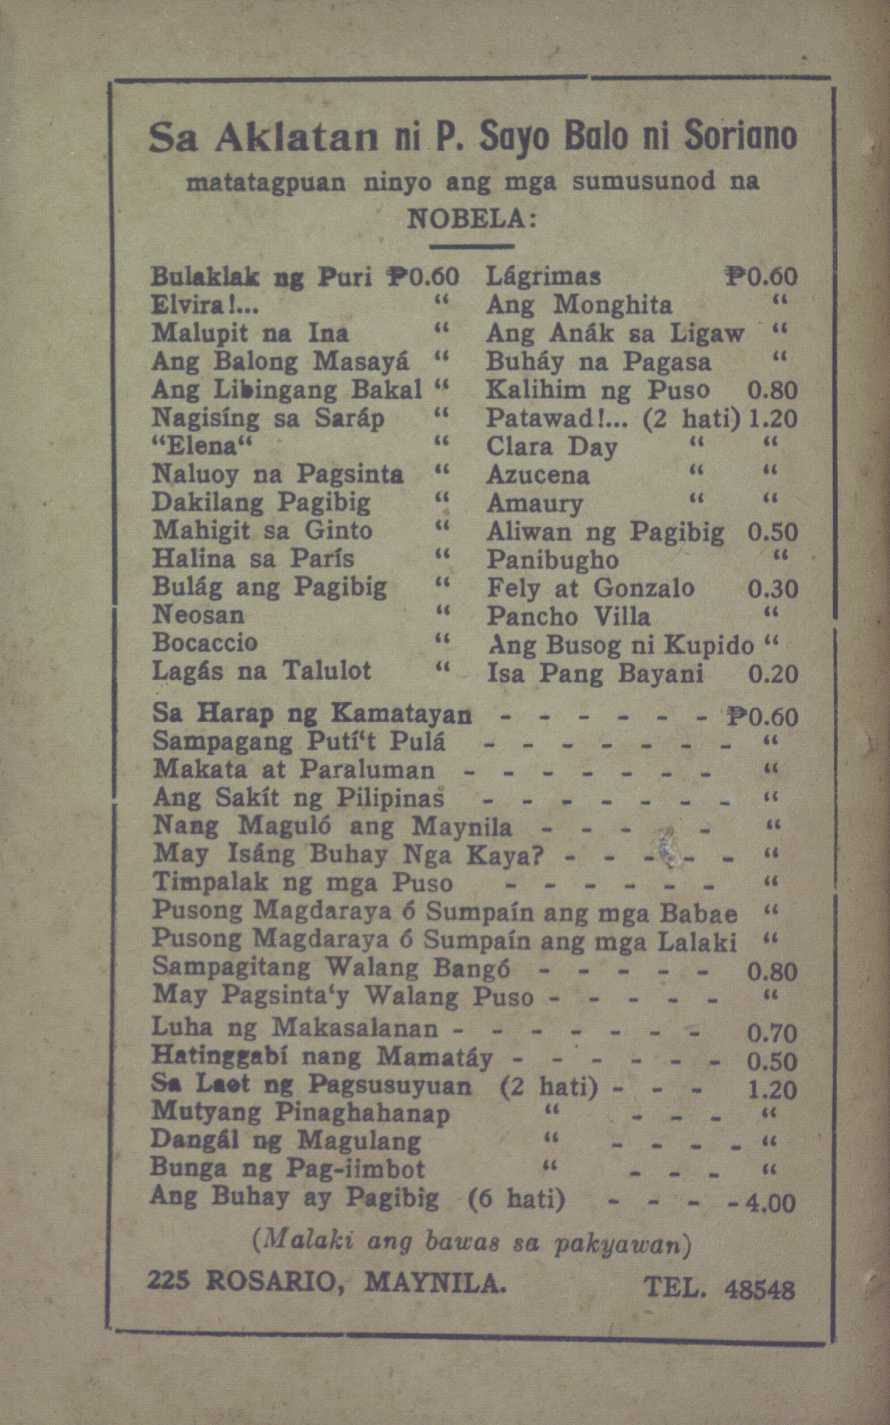 Sa Aklatan ni P. Sayo Balo ni Soriano
matatagpuan ninyo ang mga sumusunod na
NOBELA:
Bulaklak ng Puri ₱0.60
Elvira!... “
Malupit na Ina “
Ang Balong Masayá “
Ang Libingang Bakal “
Nagisíng sa Saráp “
“Elena“ “
Naluoy na Pagsinta “
Dakilang Pagibig “
Mahigit sa Ginto “
Halina sa París “
Bulág ang Pagibig “
Neosan “
Bocaccio “
Lagás na Talulot “
Lágrimas ₱0.60
Ang Monghita “
Ang Anák sa Ligaw “
Buháy na Pagasa “
Kalihim ng Puso 0.80
Patawad!... (2 hati) 1.20
Clara Day “ “
Azucena “ “
Amaury “ “
Aliwan ng Pagibig 0.50
Panibugho “
Fely at Gonzalo 0.30
Pancho Villa “
Ang Busog ni Kupido “
Isa Pang Bayani 0.20
Sa Harap ng Kamatayan - - - - - - ₱0.60
Sampagang Putí‘t Pulá - - - - - - - “
Makata at Paraluman - - - - - - - “
Ang Sakít ng Pilipinas - - - - - - - “
Nang Maguló ang Maynila - - - - - “
May Isáng Buhay Nga Kaya? - - - - - “
Timpalak ng mga Puso - - - - - - “
Pusong Magdaraya ó Sumpaín ang mga Babae “
Pusong Magdaraya ó Sumpaín ang mga Lalaki “
Sampagitang Walang Bangó - - - - - 0.80
May Pagsinta‘y Walang Puso - - - - - “
Luha ng Makasalanan - - - - - - - 0.70
Hatinggabí nang Mamatáy - - - - - - 0.50
Sa Laot ng Pagsusuyuan (2 hati) - - - 1.20
Mutyang Pinaghahanap “ - - - “
Dangál ng Magulang “ - - - - “
Bunga ng Pag-iimbot “ - - - “
Ang Buhay ay Pagibig (6 hati) - - - - 4.00
(Malaki ang bawas sa pakyawan)
225 ROSARIO, MAYNILA. TEL. 48548